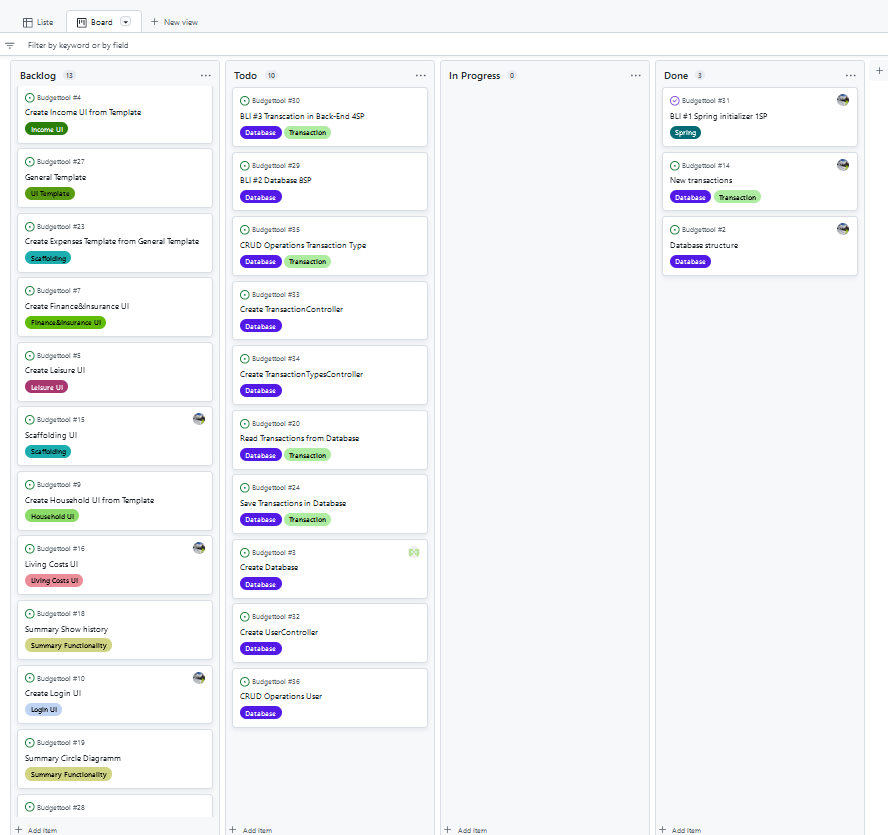 Liste
Board
New view
Filter by keyword or by field
Backlog 13
Budgettool #4
Create Income UI from Template
Income UI
Budgettool #27
General Template
UI Template
Budgettool #23
Create Expenses Template from General Template
Scaffolding
Budgettool #7
Create Finance&Insurance UI
Finance&Insurance UI
Budgettool #5
Create Leisure UI
Leisure UI
Budgettool #15
Scaffolding UI
Scaffolding
Budgettool #9
Create Household UI from Template
Household UI
Budgettool #16
Living Costs UI
Living Costs UI
Budgettool #18
Summary Show history
Summary Functionality
Budgettool #10
Create Login UI
Login UI
Budgettool #19
Summary Circle Diagramm
Summary Functionality
Budgettool #28
Add item
Todo 10
Budgettool #30
BLI #3 Transcation in Back-End 4SP
Database Transaction
Budgettool #29
BLI #2 Database 8SP
Database
Budgettool #35
CRUD Operations Transaction Type
Database Transaction
Budgettool #33
Create TransactionController
Database
Budgettool #34
Create TransactionTypesController
Database
Budgettool #20
Read Transactions from Database
Database Transaction
Budgettool #24
Save Transactions in Database
Database Transaction
Budgettool #3
Create Database
Database
Budgettool #32
Create UserController
Database
Budgettool #36
CRUD Operations User
Database
Add item
In Progress 0
Add item
Done 3
Budgettool #31
BLI #1 Spring initializer 1SP
Spring
Budgettool #14
New transactions
Database Transaction
Budgettool #2
Database structure
Database
Add item